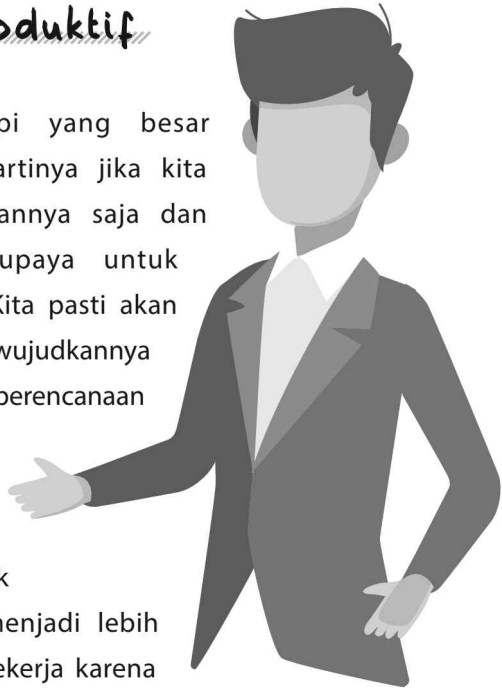 oduktif
pi yang besar
artinya jika kita
annya saja dan
upaya untuk
Kita pasti akan
wujudkannya
perencanaan
k
menjadi lebih
ekerja karena